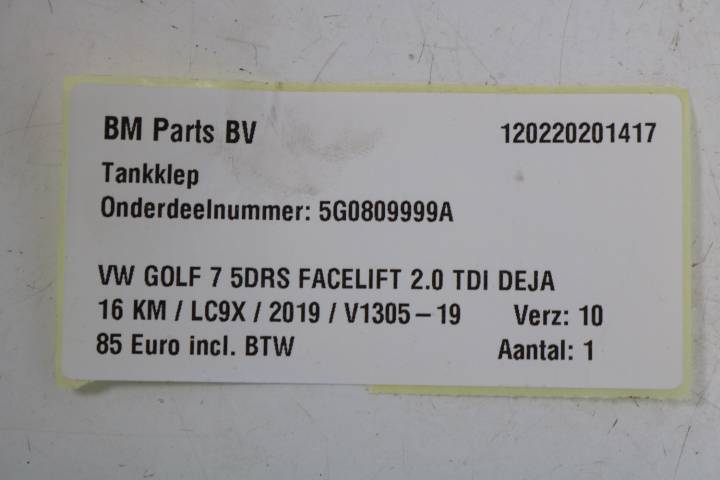 BM Parts BV 120220201417
Tankklep
Onderdeelnummer: 5G0809999A
VW GOLF 7 5DRS FACELIFT 2.0 TDI DEJA
16 KM / LC9X / 2019 / V1305-19 Verz: 10
85 Euro incl. BTW Aantal: 1